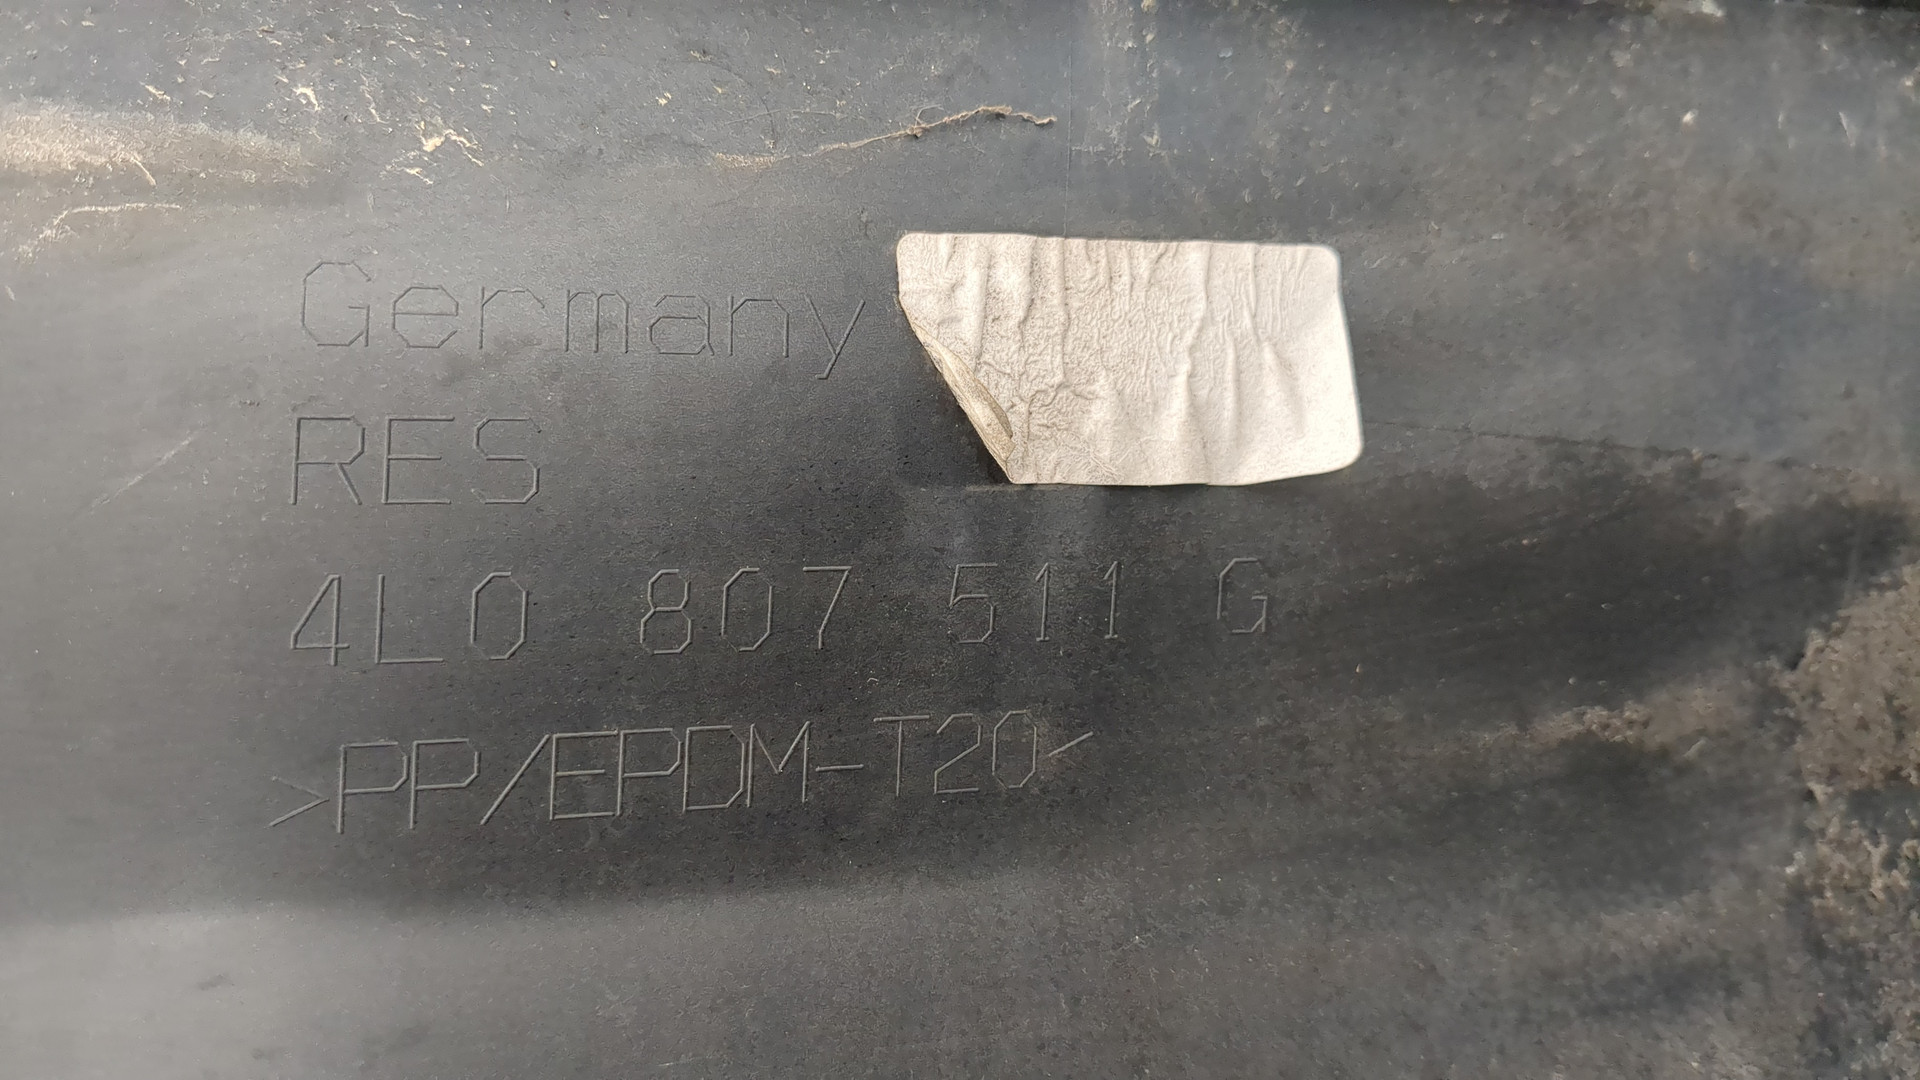 Germany
RES
4L0 807 511 G
>PP/EPDM-T20<